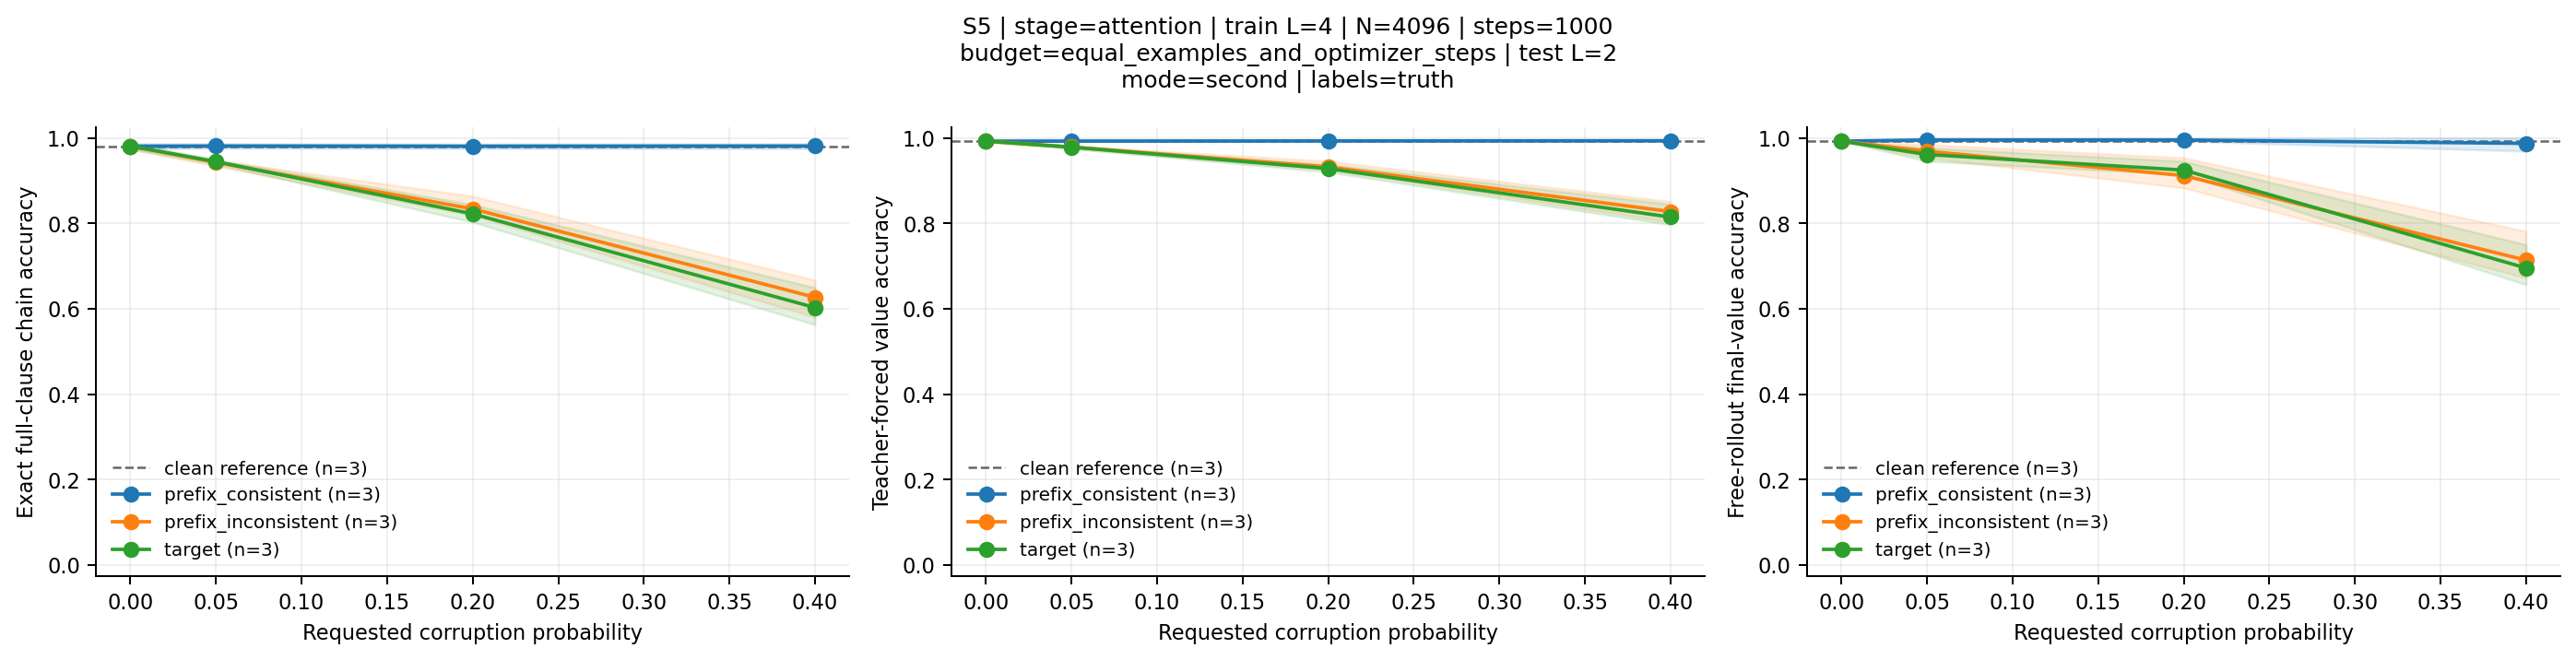 S5 | stage=attention | train L=4 | N=4096 | steps=1000
budget=equal_examples_and_optimizer_steps | test L=2
mode=second | labels=truth
Exact full-clause chain accuracy
1.0
0.8
0.6
0.4
0.2
0.0
clean reference (n=3)
prefix_consistent (n=3)
prefix_inconsistent (n=3)
target (n=3)
0.00 0.05 0.10 0.15 0.20 0.25 0.30 0.35 0.40
Requested corruption probability
Teacher-forced value accuracy
1.0
0.8
0.6
0.4
0.2
0.0
clean reference (n=3)
prefix_consistent (n=3)
prefix_inconsistent (n=3)
target (n=3)
0.00 0.05 0.10 0.15 0.20 0.25 0.30 0.35 0.40
Requested corruption probability
Free-rollout final-value accuracy
1.0
0.8
0.6
0.4
0.2
0.0
clean reference (n=3)
prefix_consistent (n=3)
prefix_inconsistent (n=3)
target (n=3)
0.00 0.05 0.10 0.15 0.20 0.25 0.30 0.35 0.40
Requested corruption probability